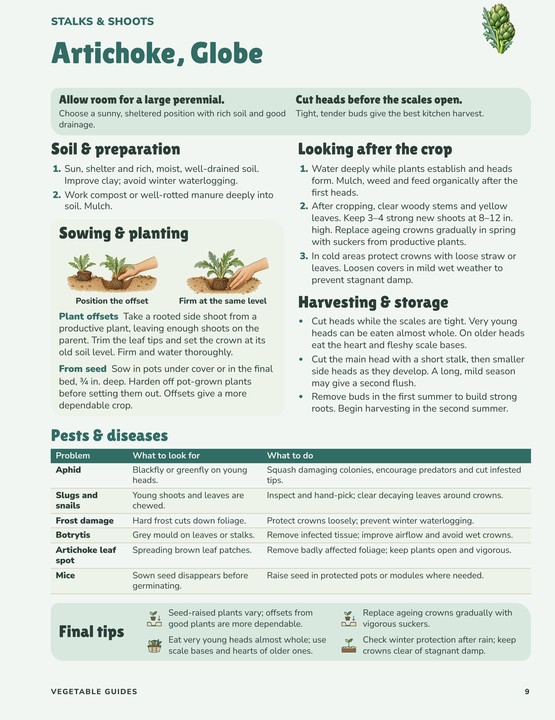 STALKS & SHOOTS
Artichoke, Globe
Allow room for a large perennial.
Choose a sunny, sheltered position with rich soil and good
drainage.
Cut heads before the scales open.
Tight, tender buds give the best kitchen harvest.
Soil & preparation
1. Sun, shelter and rich, moist, well-drained soil.
Improve clay; avoid winter waterlogging.
2. Work compost or well-rotted manure deeply into
soil. Mulch.
Sowing & planting
Position the offset
Firm at the same level
Plant offsets Take a rooted side shoot from a
productive plant, leaving enough shoots on the
parent. Trim the leaf tips and set the crown at its
old soil level. Firm and water thoroughly.
From seed Sow in pots under cover or in the final
bed, ¾ in. deep. Harden off pot-grown plants
before setting them out. Offsets give a more
dependable crop.
Looking after the crop
1. Water deeply while plants establish and heads
form. Mulch, weed and feed organically after the
first heads.
2. After cropping, clear woody stems and yellow
leaves. Keep 3–4 strong new shoots at 8–12 in.
high. Replace ageing crowns gradually in spring
with suckers from productive plants.
3. In cold areas protect crowns with loose straw or
leaves. Loosen covers in mild wet weather to
prevent stagnant damp.
Harvesting & storage
• Cut heads while the scales are tight. Very young
heads can be eaten almost whole. On older heads
eat the heart and fleshy scale bases.
• Cut the main head with a short stalk, then smaller
side heads as they develop. A long, mild season
may give a second flush.
• Remove buds in the first summer to build strong
roots. Begin harvesting in the second summer.
Pests & diseases
Problem What to look for What to do
Aphid Blackfly or greenfly on young
heads. Squash damaging colonies, encourage predators and cut infested
tips.
Slugs and
snails Young shoots and leaves are
chewed. Inspect and hand-pick; clear decaying leaves around crowns.
Frost damage Hard frost cuts down foliage. Protect crowns loosely; prevent winter waterlogging.
Botrytis Grey mould on leaves or stalks. Remove infected tissue; improve airflow and avoid wet crowns.
Artichoke leaf
spot Spreading brown leaf patches. Remove badly affected foliage; keep plants open and vigorous.
Mice Sown seed disappears before
germinating. Raise seed in protected pots or modules where needed.
Final tips
Seed-raised plants vary; offsets from
good plants are more dependable.
Eat very young heads almost whole; use
scale bases and hearts of older ones.
Replace ageing crowns gradually with
vigorous suckers.
Check winter protection after rain; keep
crowns clear of stagnant damp.
VEGETABLE GUIDES
9